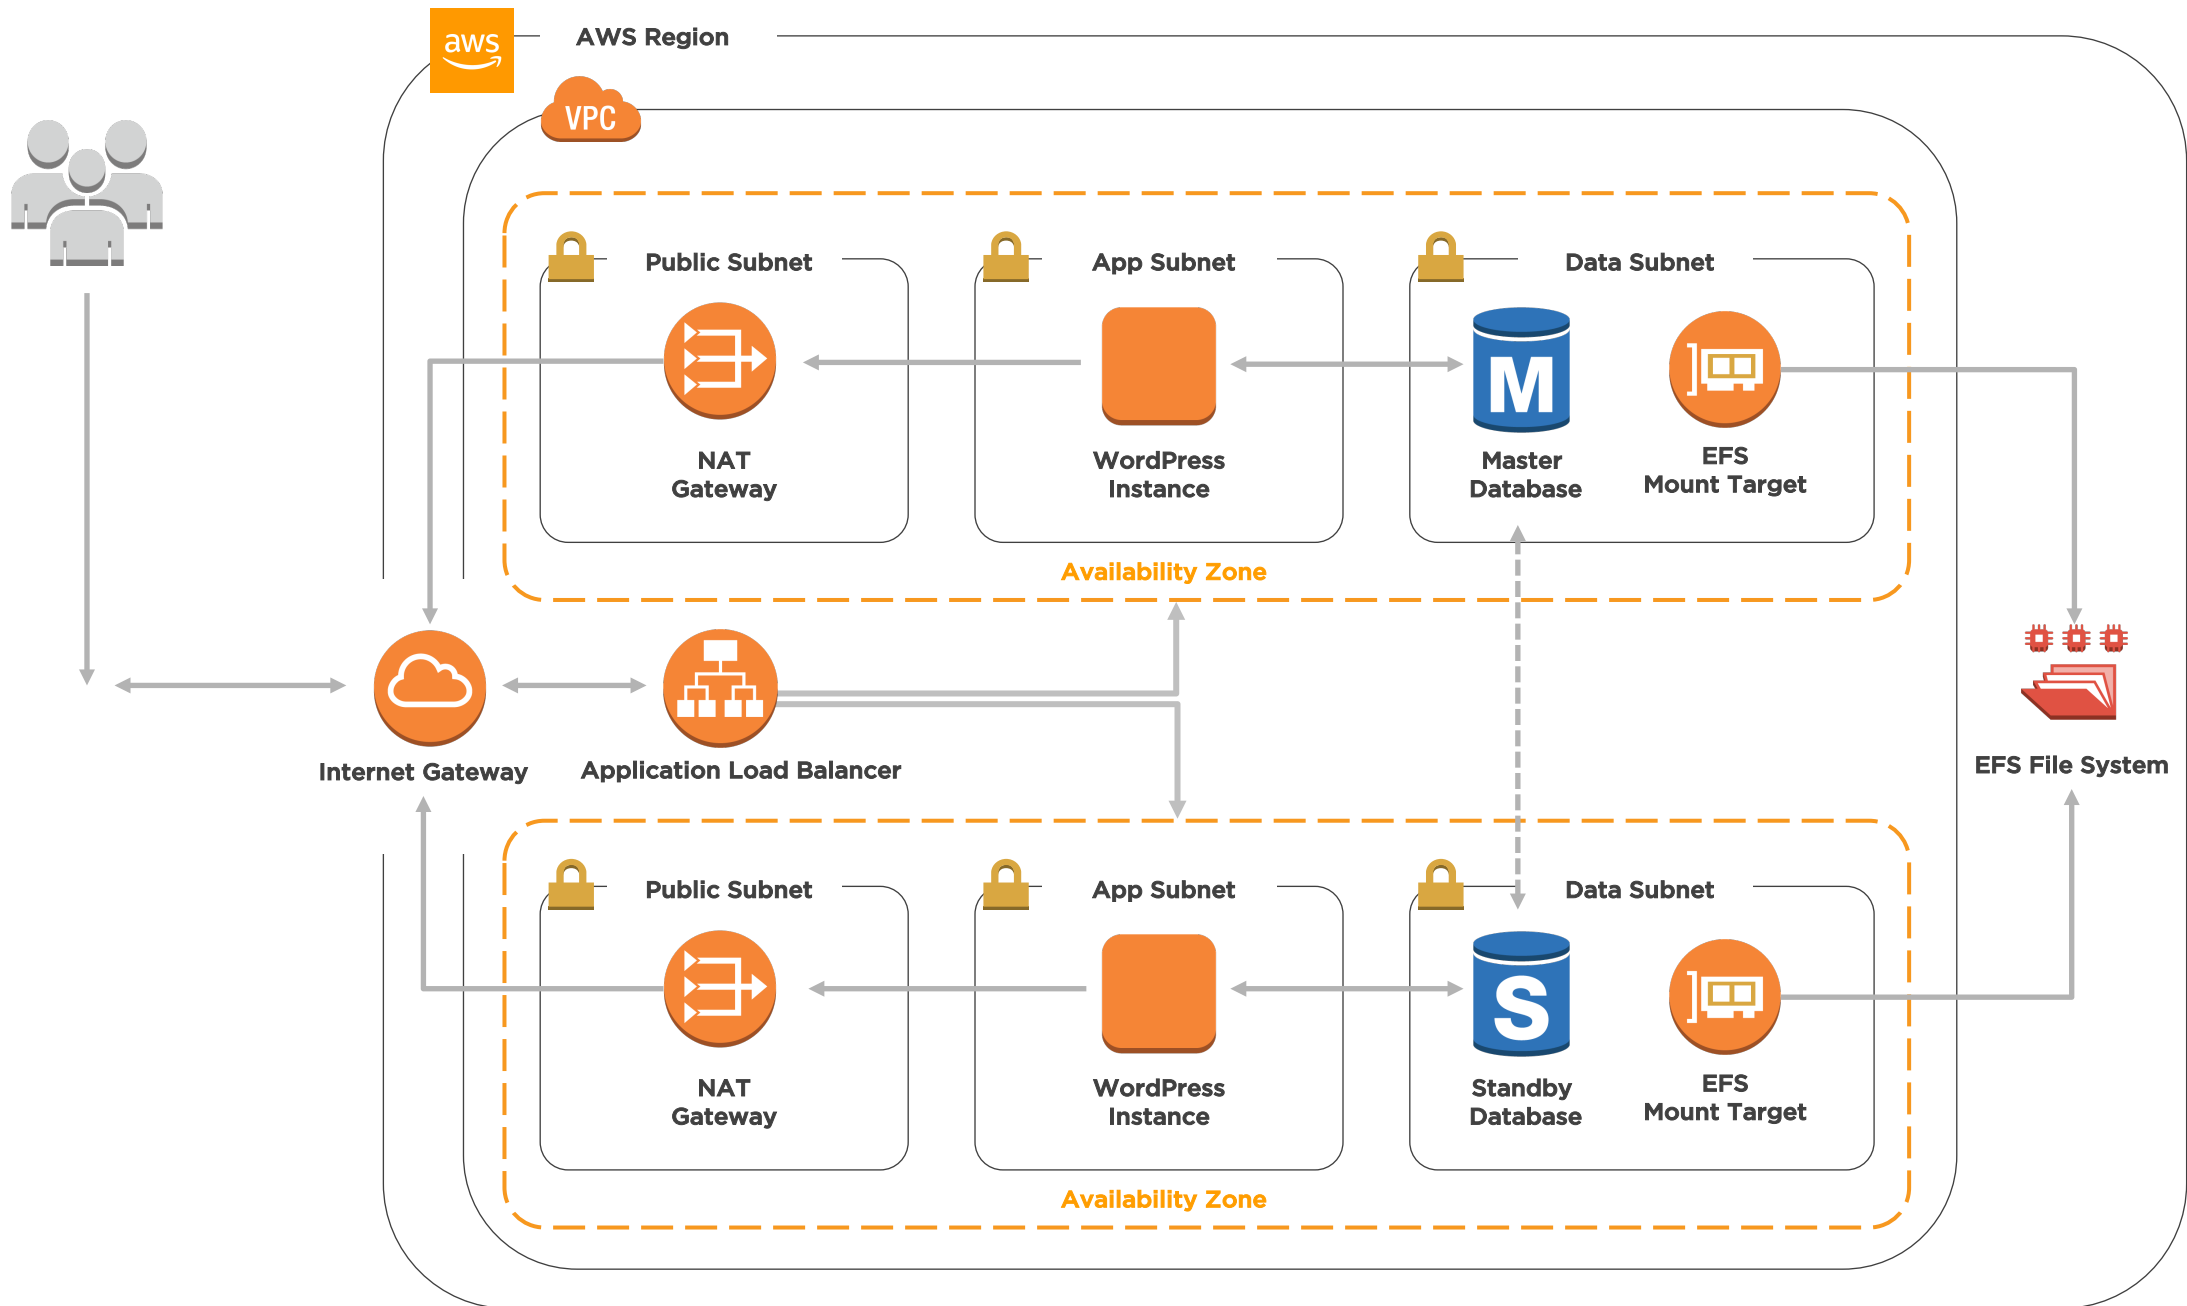 aws
AWS Region
VPC
Public Subnet
App Subnet
Data Subnet
M
NAT
Gateway
WordPress
Instance
Master
Database
EFS
Mount Target
Availability Zone
Internet Gateway
Application Load Balancer
EFS File System
Public Subnet
App Subnet
Data Subnet
S
NAT
Gateway
WordPress
Instance
Standby
Database
EFS
Mount Target
Availability Zone